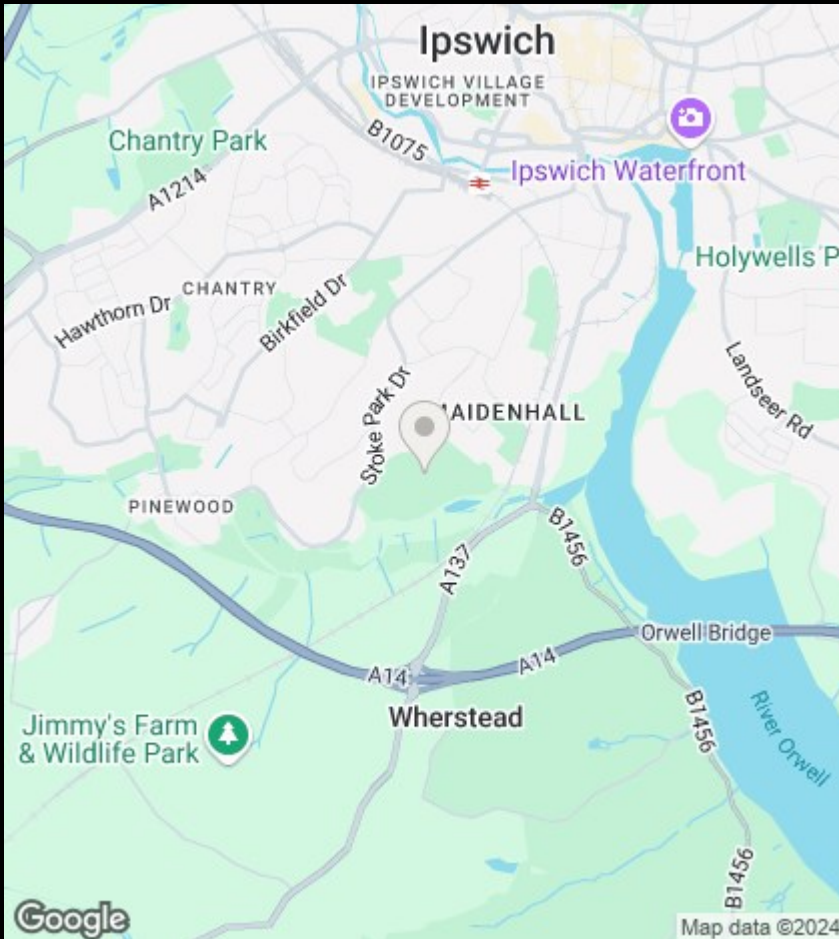 Ipswich
IPSWICH VILLAGE
DEVELOPMENT
Chantry Park
B1075
Ipswich Waterfront
A1214
Holywells P
CHANTRY
Hawthorn Dr
Birkfield Dr
Landseer Rd
Stoke Park Dr
MAIDENHALL
PINEWOOD
B1456
A137
Orwell Bridge
A14
A14
Wherstead
B1456
River Orwell
Jimmy's Farm
& Wildlife Park
B1456
Google
Map data ©2024